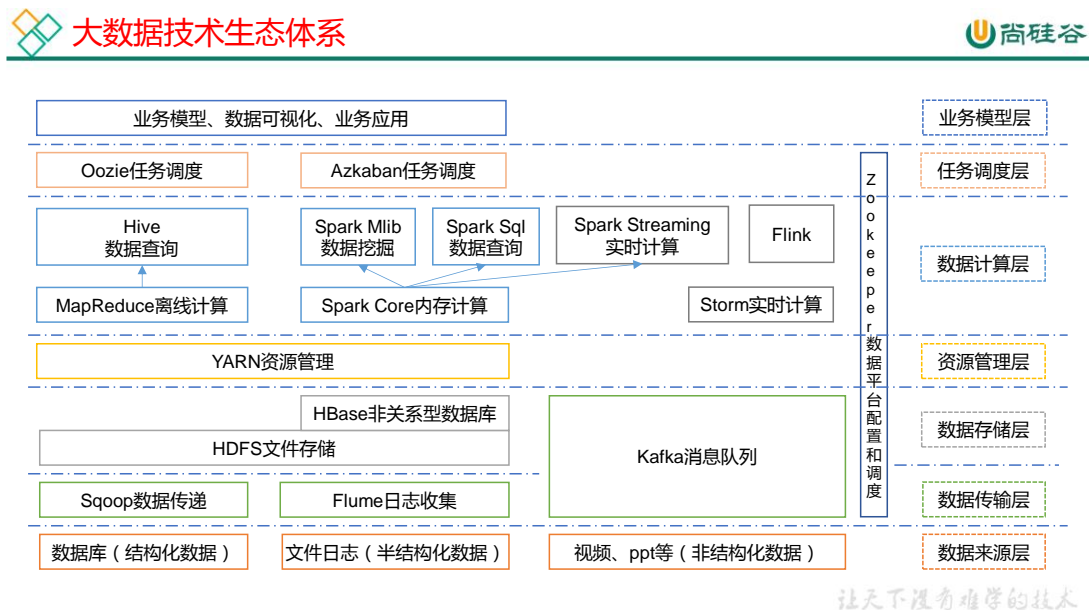 大数据技术生态体系
尚硅谷
业务模型、数据可视化、业务应用
业务模型层
Oozie任务调度
Azkaban任务调度
任务调度层
Hive
数据查询
Spark Mlib
数据挖掘
Spark Sql
数据查询
Spark Streaming
实时计算
Flink
数据计算层
MapReduce离线计算
Spark Core内存计算
Storm实时计算
Zookeeper数据平台配置和调度
YARN资源管理
资源管理层
HBase非关系型数据库
HDFS文件存储
Kafka消息队列
数据存储层
Sqoop数据传递
Flume日志收集
数据传输层
数据库（结构化数据）
文件日志（半结构化数据）
视频、ppt等（非结构化数据）
数据来源层
让天下没有难学的技术